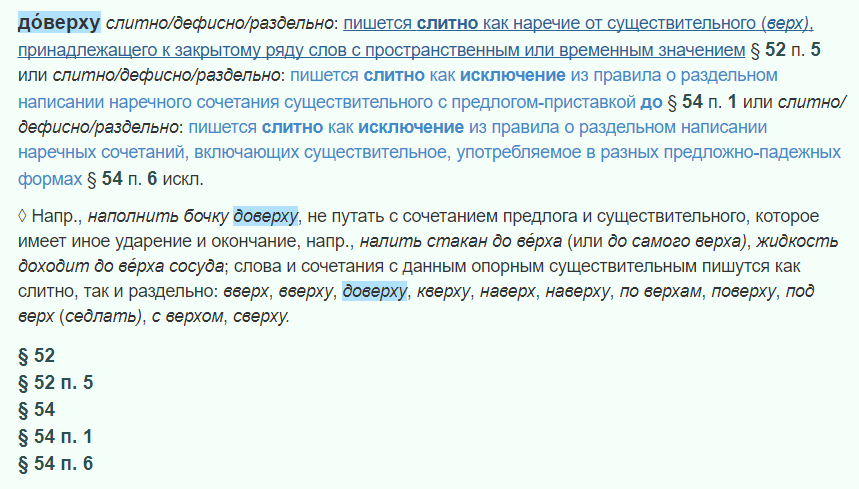 до́верху слитно/дефисно/раздельно: пишется слитно как наречие от существительного (верх),
принадлежащего к закрытому ряду слов с пространственным или временным значением § 52 п. 5
или слитно/дефисно/раздельно: пишется слитно как исключение из правила о раздельном
написании наречного сочетания существительного с предлогом-приставкой до § 54 п. 1 или слитно/
дефисно/раздельно: пишется слитно как исключение из правила о раздельном написании
наречных сочетаний, включающих существительное, употребляемое в разных предложно-падежных
формах § 54 п. 6 искл.
◊ Напр., наполнить бочку доверху, не путать с сочетанием предлога и существительного, которое
имеет иное ударение и окончание, напр., налить стакан до ве́рха (или до самого верха), жидкость
доходит до ве́рха сосуда; слова и сочетания с данным опорным существительным пишутся как
слитно, так и раздельно: вверх, вверху, доверху, кверху, наверх, наверху, по верхам, поверху, под
верх (седлать), с верхом, сверху.
§ 52
§ 52 п. 5
§ 54
§ 54 п. 1
§ 54 п. 6